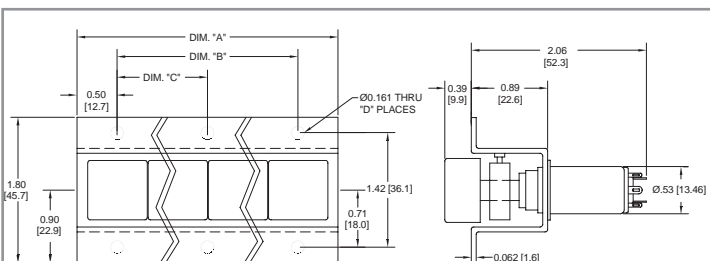 DIM. "A"
DIM. "B"
DIM. "C"
0.50
[12.7]
Ø0.161 THRU
"D" PLACES
1.80
[45.7]
0.90
[22.9]
1.42 [36.1]
0.71
[18.0]
2.06
[52.3]
0.39
[9.9]
0.89
[22.6]
Ø.53 [13.46]
0.062 [1.6]